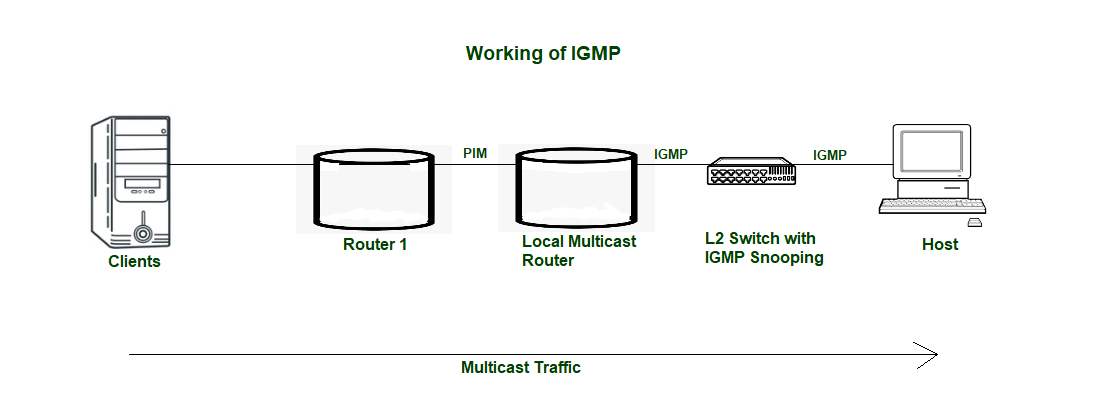 Working of IGMP
PIM
IGMP
IGMP
Clients
Router 1
Local Multicast
Router
L2 Switch with
IGMP Snooping
Host
Multicast Traffic